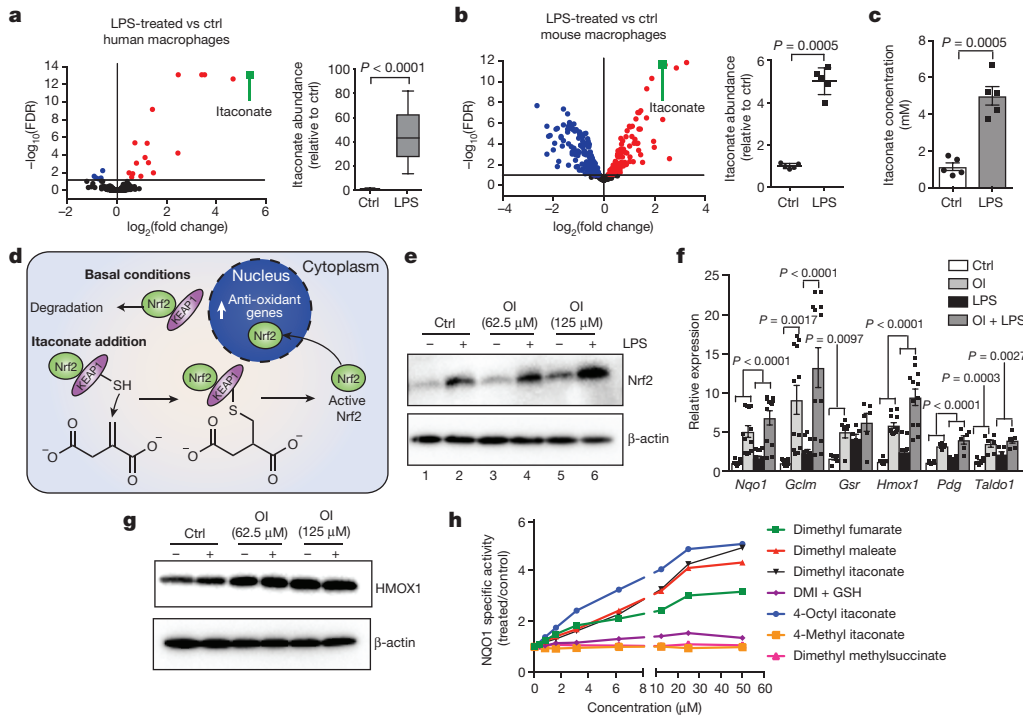 a
LPS-treated vs ctrl
human macrophages
−log10(FDR)
14
12
10
8
6
4
2
0
Itaconate
−2
0
2
4
6
log2(fold change)
Itaconate abundance
(relative to ctrl)
P < 0.0001
100
80
60
40
20
0
Ctrl
LPS
b
LPS-treated vs ctrl
mouse macrophages
−log10(FDR)
12
10
8
6
4
2
0
Itaconate
−4
−2
0
2
4
log2(fold change)
Itaconate abundance
(relative to ctrl)
P = 0.0005
6
4
2
0
Ctrl
LPS
c
Itaconate concentration
(mM)
P = 0.0005
8
6
4
2
0
Ctrl
LPS
d
Cytoplasm
Basal conditions
Nucleus
Anti-oxidant
genes
Degradation
Nrf2
KEAP1
Nrf2
Itaconate addition
Nrf2
KEAP1
SH
Nrf2
KEAP1
S
Nrf2
Active
Nrf2
−O
O
O
O−
−O
O
O
O−
e
OI
(62.5 μM)
OI
(125 μM)
Ctrl
− + − + − + LPS
Nrf2
β-actin
1 2 3 4 5 6
f
Relative expression
25
20
15
10
5
0
P < 0.0001
P = 0.0017
P = 0.0097
P < 0.0001
P < 0.0001
P = 0.0003
P = 0.0027
P < 0.0001
Ctrl
OI
LPS
OI + LPS
Nqo1 Gclm Gsr Hmox1 Pdg Taldo1
g
OI
(62.5 μM)
OI
(125 μM)
Ctrl
− + − + − +
HMOX1
β-actin
h
NQO1 specific activity
(treated/control)
6
4
2
0
0 2 4 6 8 10 20 30 40 50 60
Concentration (μM)
Dimethyl fumarate
Dimethyl maleate
Dimethyl itaconate
DMI + GSH
4-Octyl itaconate
4-Methyl itaconate
Dimethyl methylsuccinate